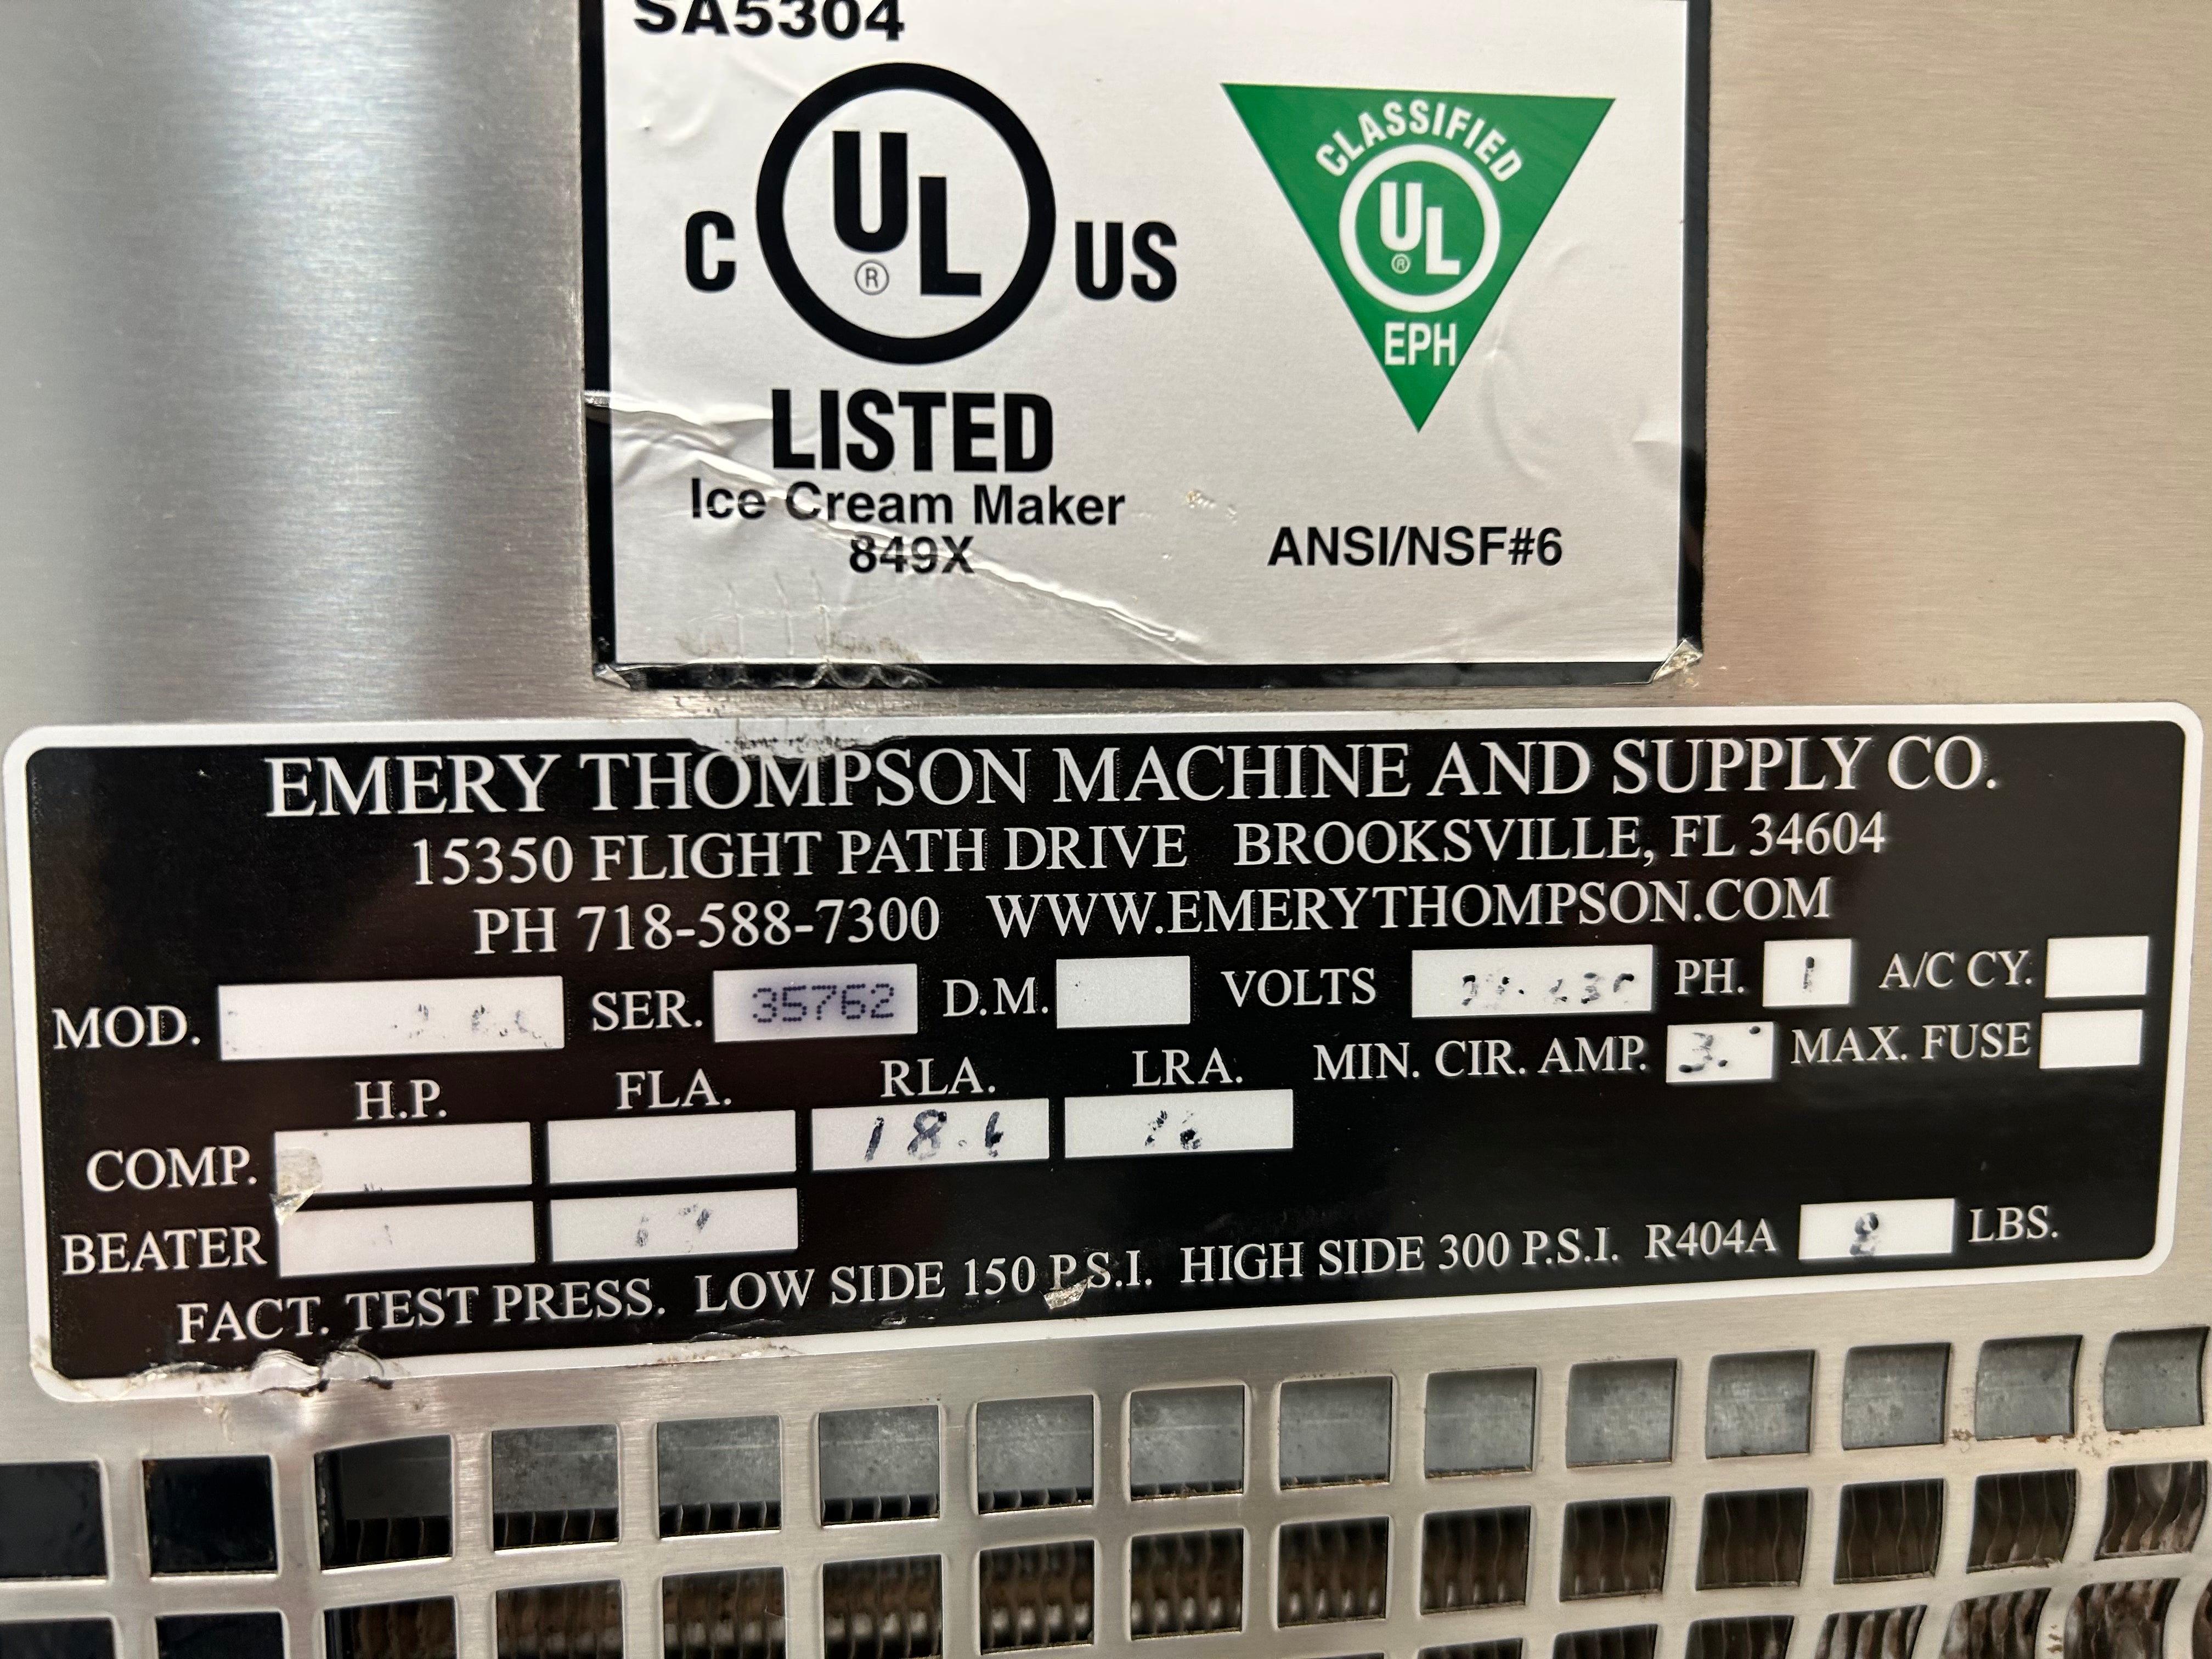 SA5304
C UL ® US
LISTED
Ice Cream Maker
849X
CLASSIFIED
UL ®
EPH
ANSI/NSF#6
EMERY THOMPSON MACHINE AND SUPPLY CO.
15350 FLIGHT PATH DRIVE BROOKSVILLE, FL 34604
PH 718-588-7300 WWW.EMERYTHOMPSON.COM
MOD. SER. 35762 D.M. VOLTS PH. 1 A/C CY.
MIN. CIR. AMP. MAX. FUSE
H.P. FLA. RLA. LRA.
COMP.
BEATER 17
FACT. TEST PRESS. LOW SIDE 150 P.S.I. HIGH SIDE 300 P.S.I. R404A 8 LBS.